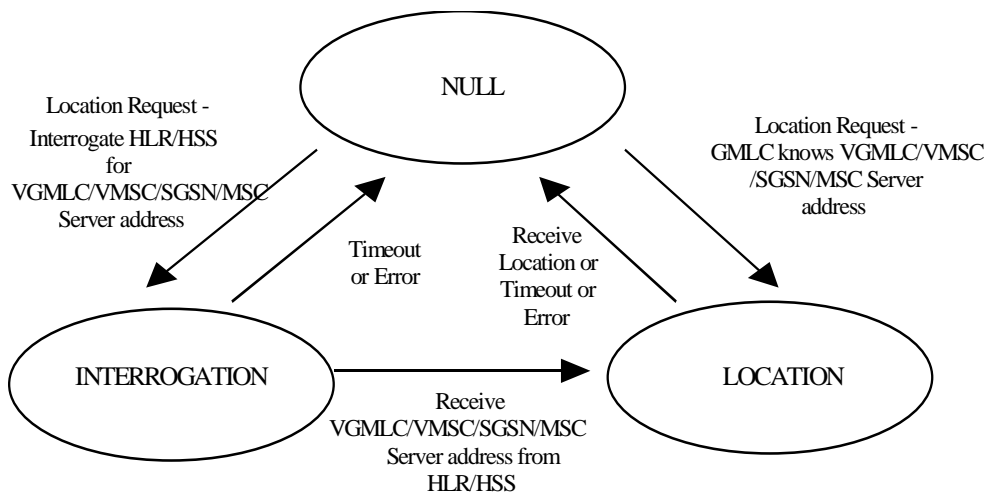 NULL
Location Request -
Interrogate HLR/HSS
for
VGMLC/VMSC/SGSN/MSC
Server address
Location Request -
GMLC knows VGMLC/VMSC
/SGSN/MSC Server
address
Timeout
or Error
Receive
Location or
Timeout or
Error
INTERROGATION
LOCATION
Receive
VGMLC/VMSC/SGSN/MSC
Server address from
HLR/HSS